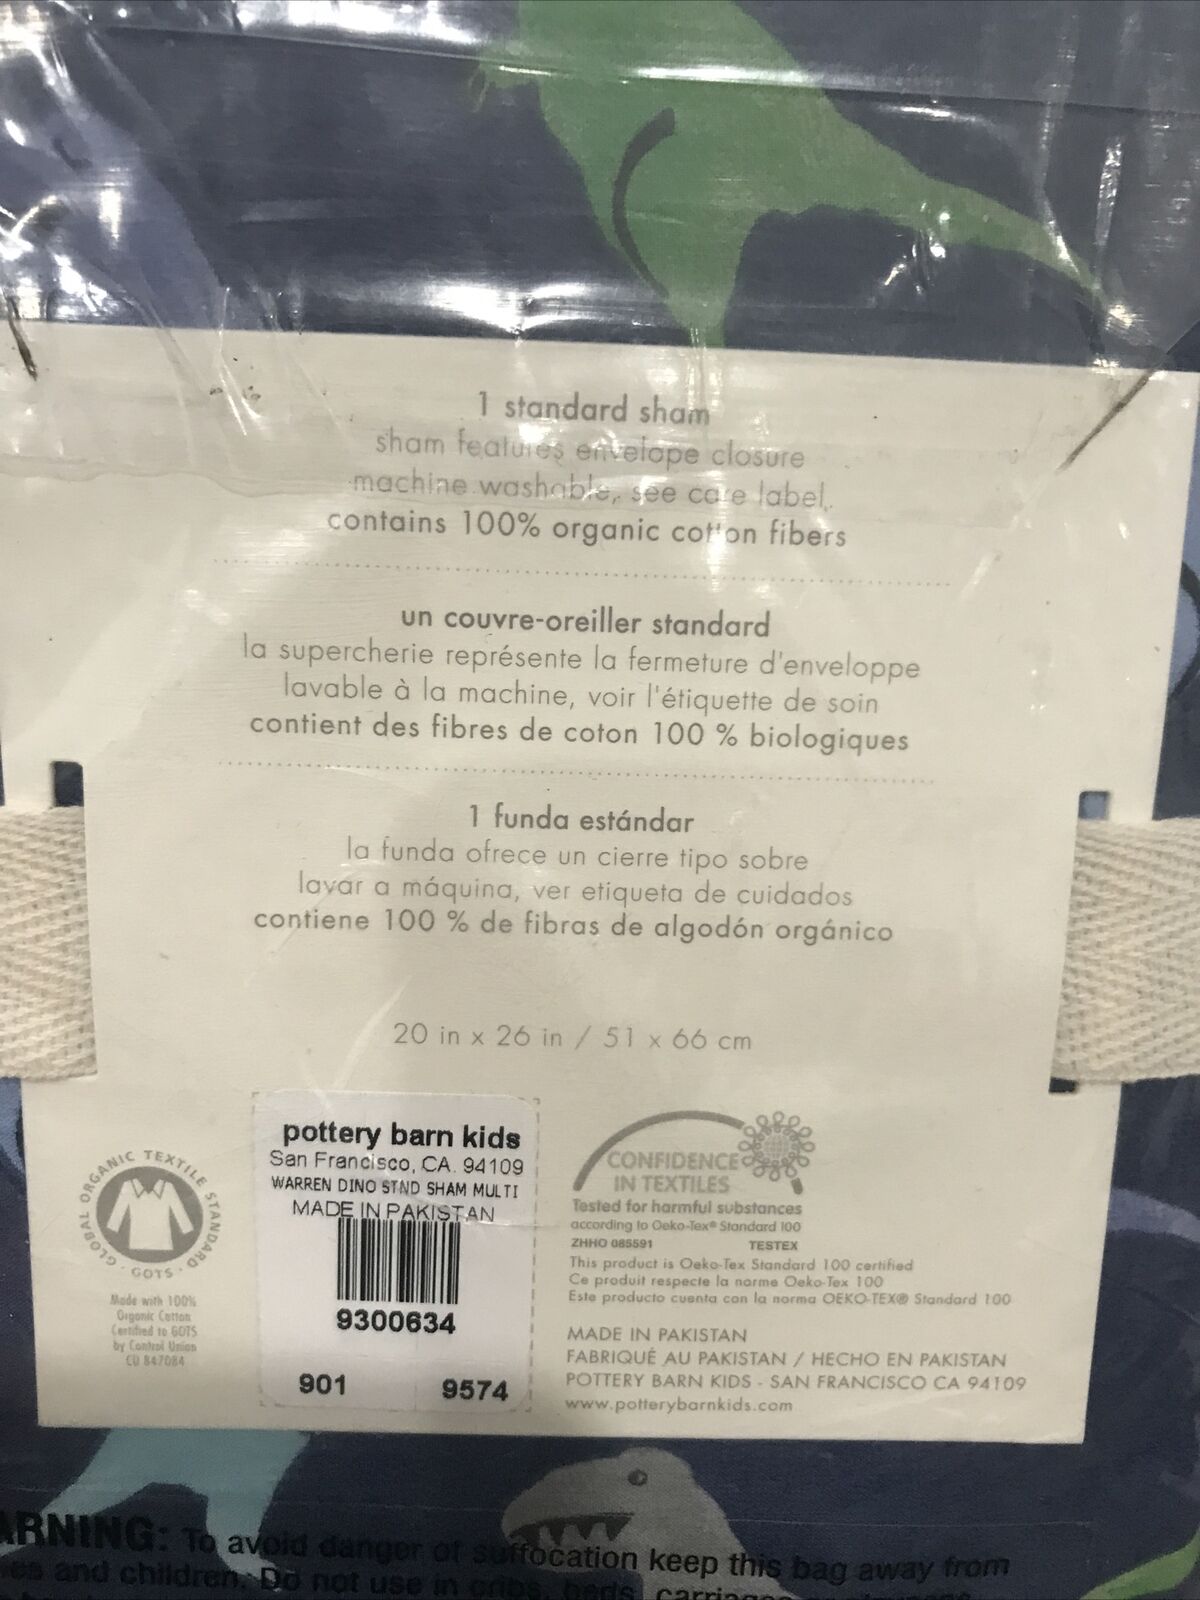 1 standard sham
sham features envelope closure
machine washable, see care label,
contains 100% organic cotton fibers
un couvre-oreiller standard
la supercherie représente la fermeture d'enveloppe
lavable à la machine, voir l'étiquette de soin
contient des fibres de coton 100 % biologiques
1 funda estándar
la funda ofrece un cierre tipo sobre
lavar a máquina, ver etiqueta de cuidados
contiene 100 % de fibras de algodón orgánico
20 in x 26 in / 51 x 66 cm
GLOBAL ORGANIC TEXTILE STANDARD
· GOTS ·
Made with 100%
Organic Cotton
Certified to GOTS
by Control Union
CU 847084
pottery barn kids
San Francisco, CA. 94109
WARREN DINO STND SHAM MULTI
MADE IN PAKISTAN
9300634
901 9574
CONFIDENCE
IN TEXTILES
Tested for harmful substances
according to Oeko-Tex® Standard 100
ZHHO 085591 TESTEX
This product is Oeko-Tex Standard 100 certified
Ce produit respecte la norme Oeko-Tex 100
Este producto cuenta con la norma OEKO-TEX® Standard 100
MADE IN PAKISTAN
FABRIQUÉ AU PAKISTAN / HECHO EN PAKISTAN
POTTERY BARN KIDS - SAN FRANCISCO CA 94109
www.potterybarnkids.com
ARNING: To avoid danger of suffocation keep this bag away from
and children. Do not use in cribs, beds, carriages